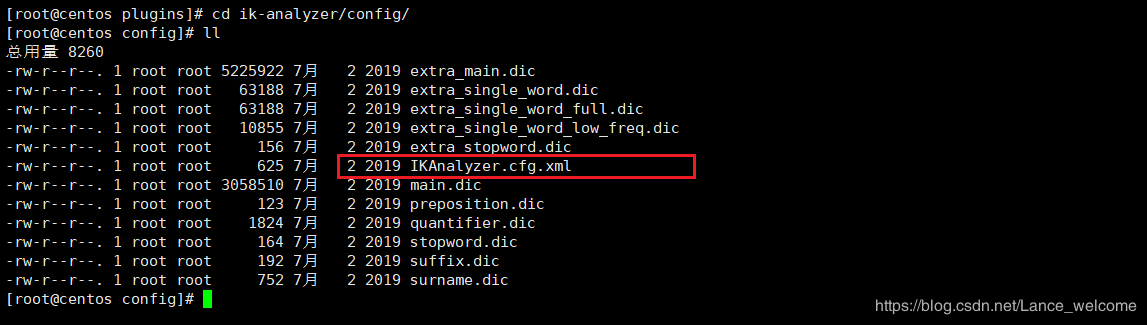 [root@centos plugins]# cd ik-analyzer/config/
[root@centos config]# ll
总用量 8260
-rw-r--r--. 1 root root 5225922 7月   2 2019 extra_main.dic
-rw-r--r--. 1 root root   63188 7月   2 2019 extra_single_word.dic
-rw-r--r--. 1 root root   63188 7月   2 2019 extra_single_word_full.dic
-rw-r--r--. 1 root root   10855 7月   2 2019 extra_single_word_low_freq.dic
-rw-r--r--. 1 root root     156 7月   2 2019 extra_stopword.dic
-rw-r--r--. 1 root root     625 7月   2 2019 IKAnalyzer.cfg.xml
-rw-r--r--. 1 root root 3058510 7月   2 2019 main.dic
-rw-r--r--. 1 root root     123 7月   2 2019 preposition.dic
-rw-r--r--. 1 root root    1824 7月   2 2019 quantifier.dic
-rw-r--r--. 1 root root     164 7月   2 2019 stopword.dic
-rw-r--r--. 1 root root     192 7月   2 2019 suffix.dic
-rw-r--r--. 1 root root     752 7月   2 2019 surname.dic
[root@centos config]#
https://blog.csdn.net/Lance_welcome